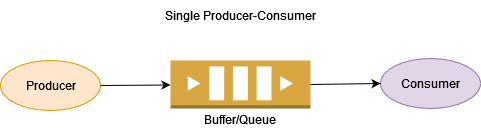 Single Producer-Consumer
Producer
Consumer
Buffer/Queue